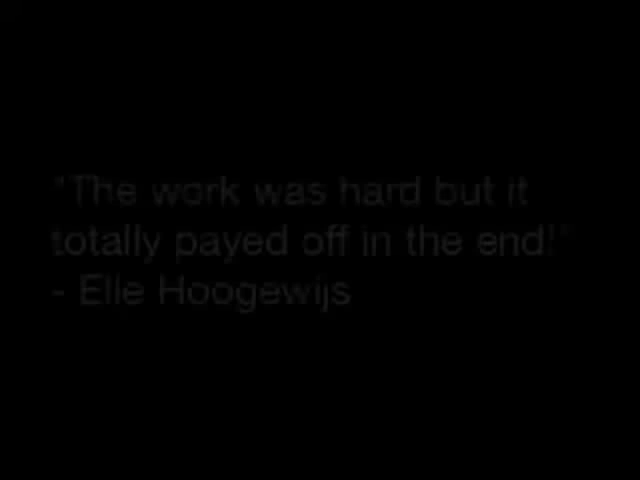 "The work was hard but it
totally payed off in the end!"
- Elle Hoogewijs